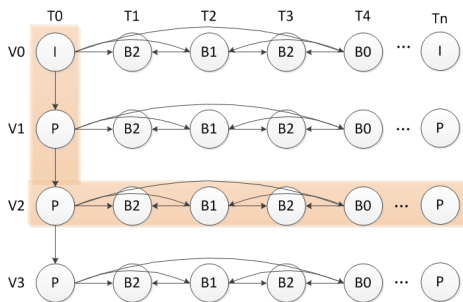 T0 T1 T2 T3 T4 Tn
V0 I B2 B1 B2 B0 ... I
V1 P B2 B1 B2 B0 ... P
V2 P B2 B1 B2 B0 ... P
V3 P B2 B1 B2 B0 ... P